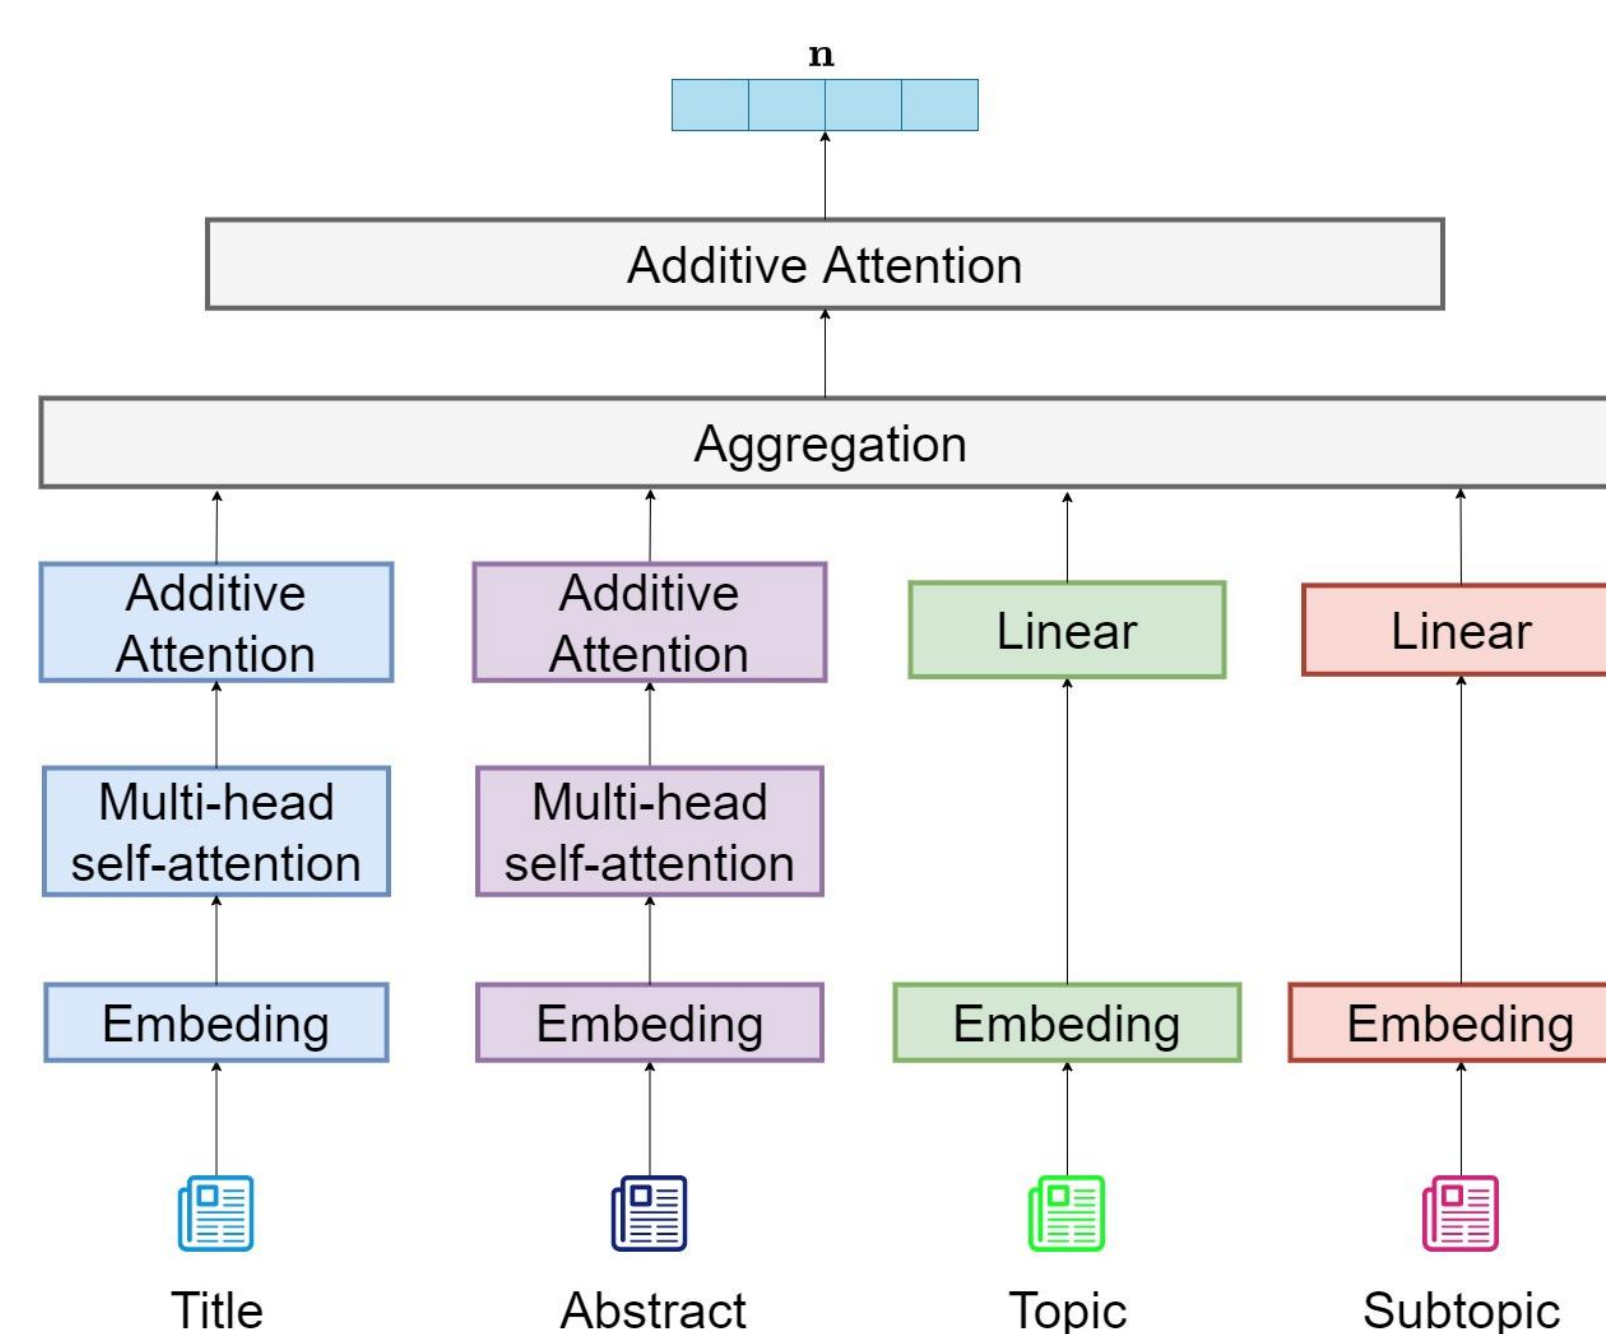 n
Additive Attention
Aggregation
Additive
Attention
Additive
Attention
Linear
Linear
Multi-head
self-attention
Multi-head
self-attention
Embeding
Embeding
Embeding
Embeding
Title
Abstract
Topic
Subtopic